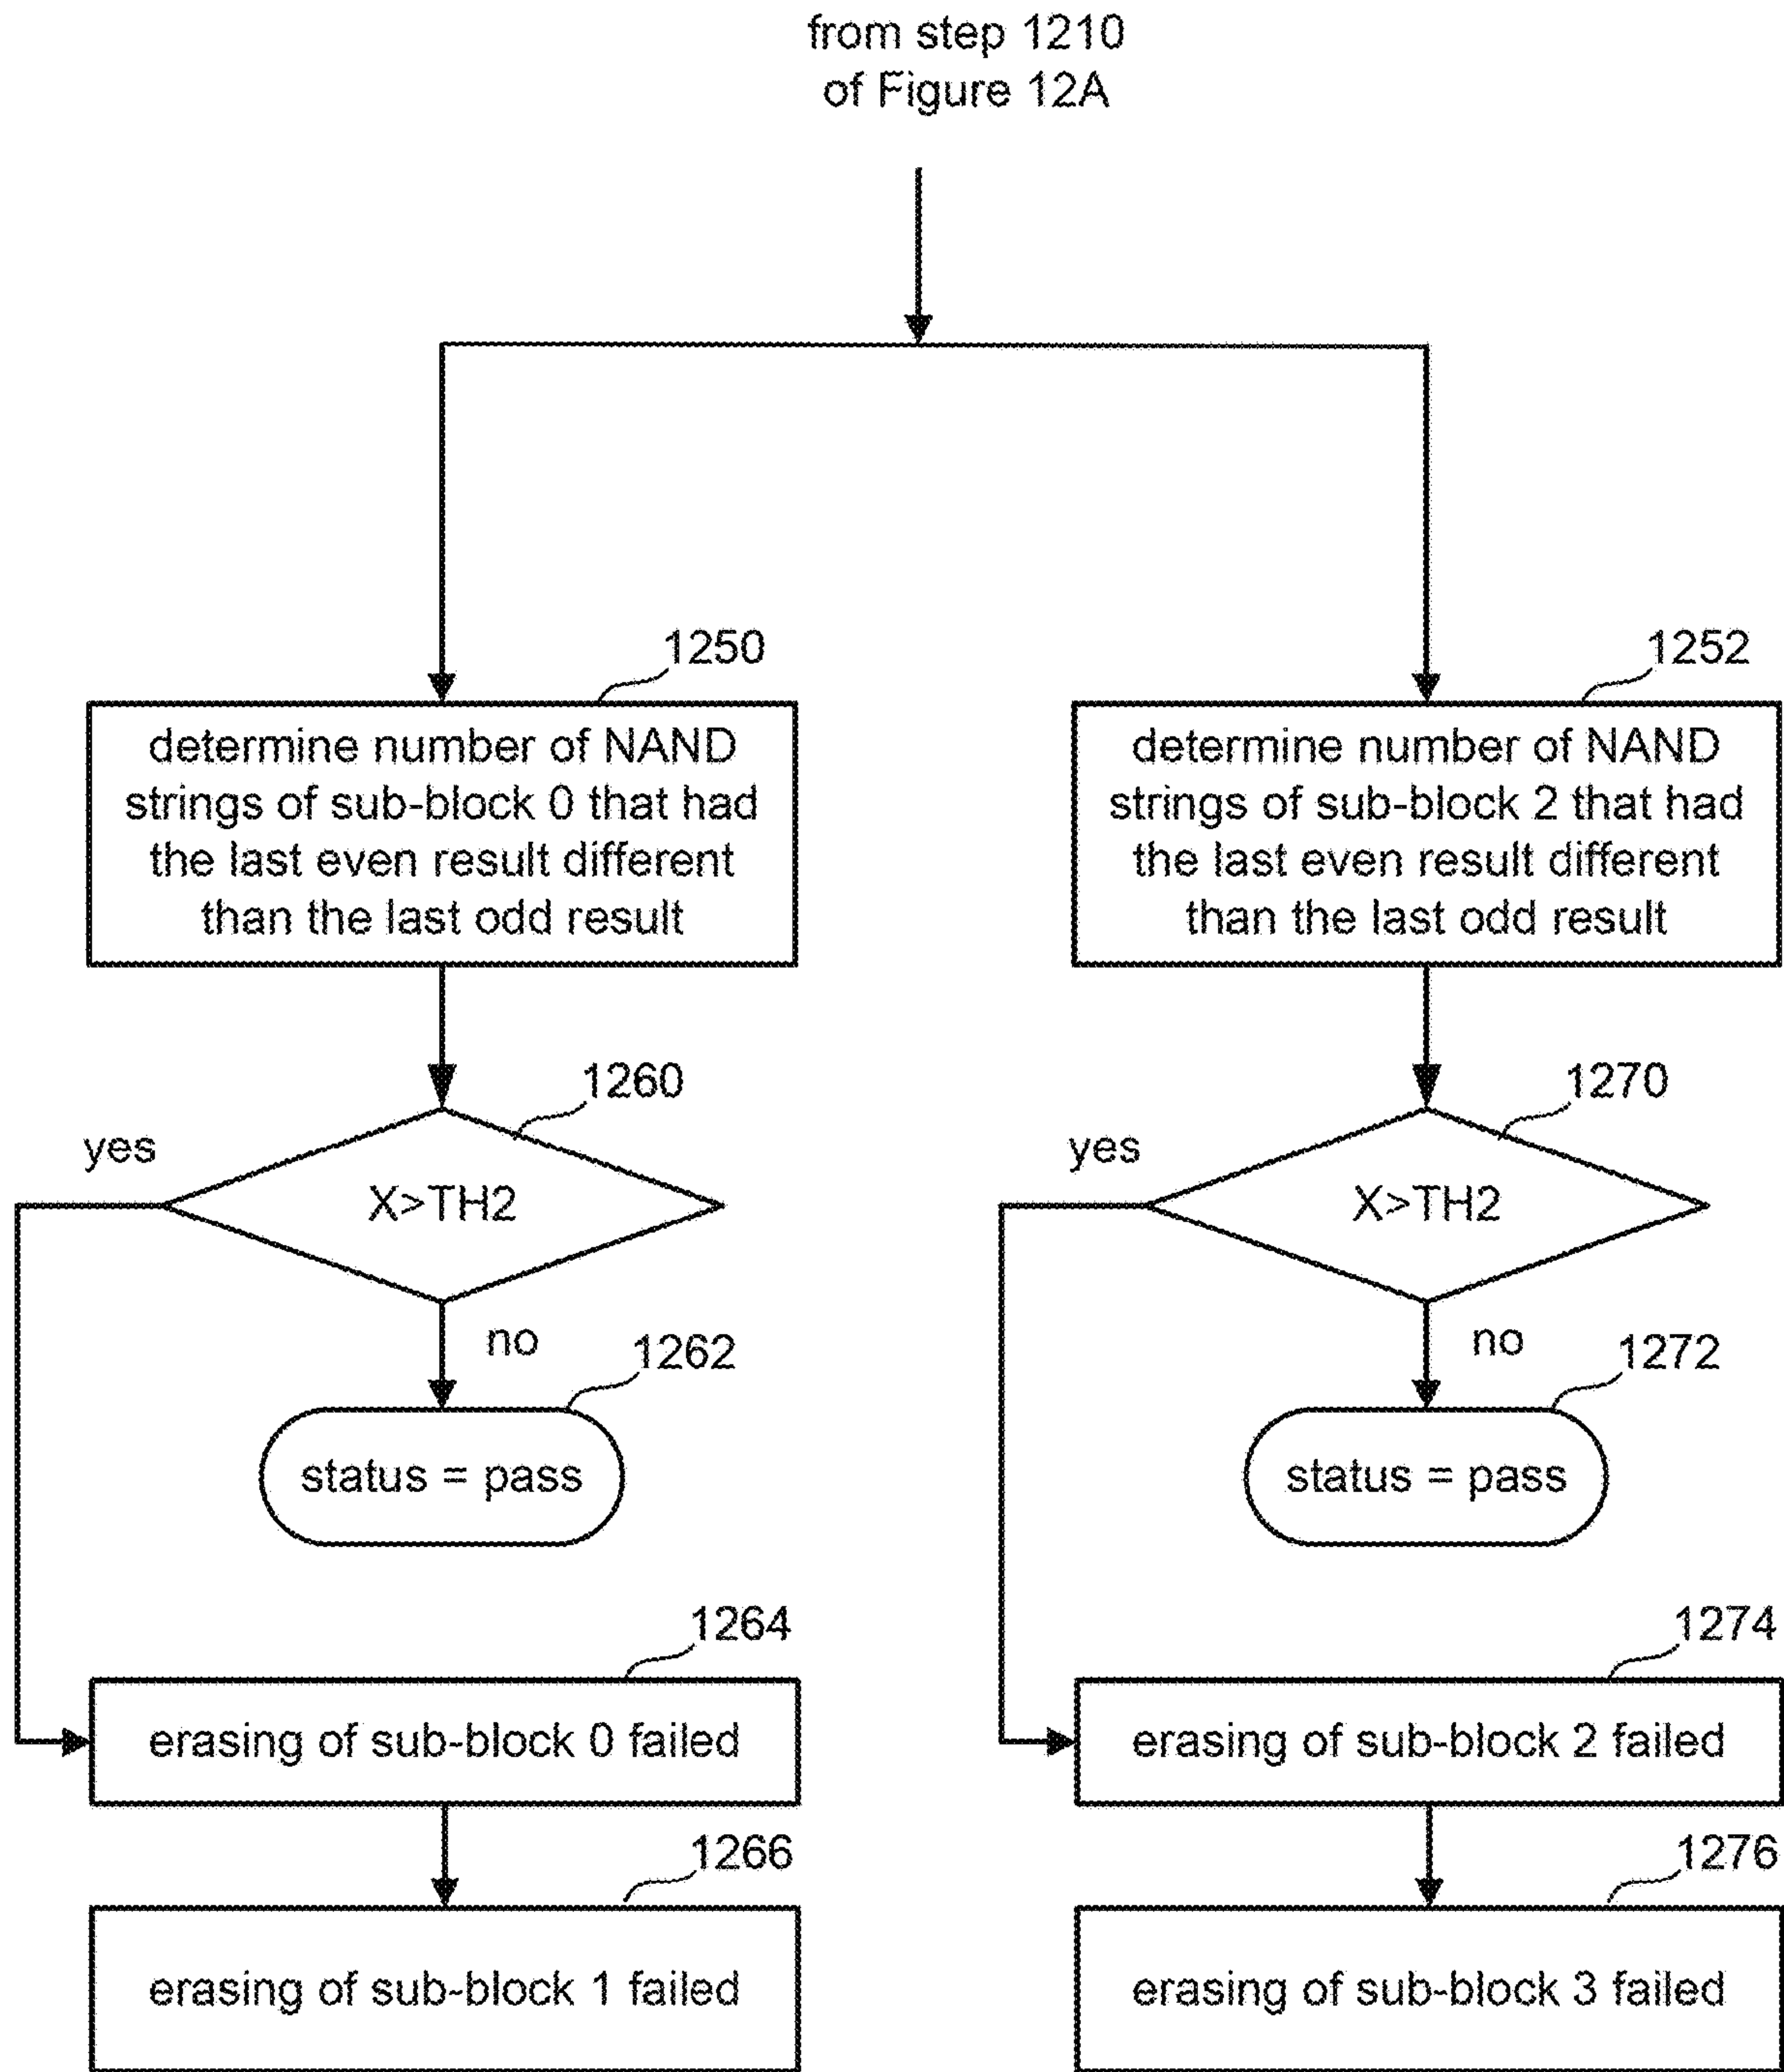 from step 1210
of Figure 12A
1250
determine number of NAND
strings of sub-block 0 that had
the last even result different
than the last odd result
1252
determine number of NAND
strings of sub-block 2 that had
the last even result different
than the last odd result
1260
yes
X>TH2
no
1262
status = pass
1264
erasing of sub-block 0 failed
1266
erasing of sub-block 1 failed
1270
yes
X>TH2
no
1272
status = pass
1274
erasing of sub-block 2 failed
1276
erasing of sub-block 3 failed